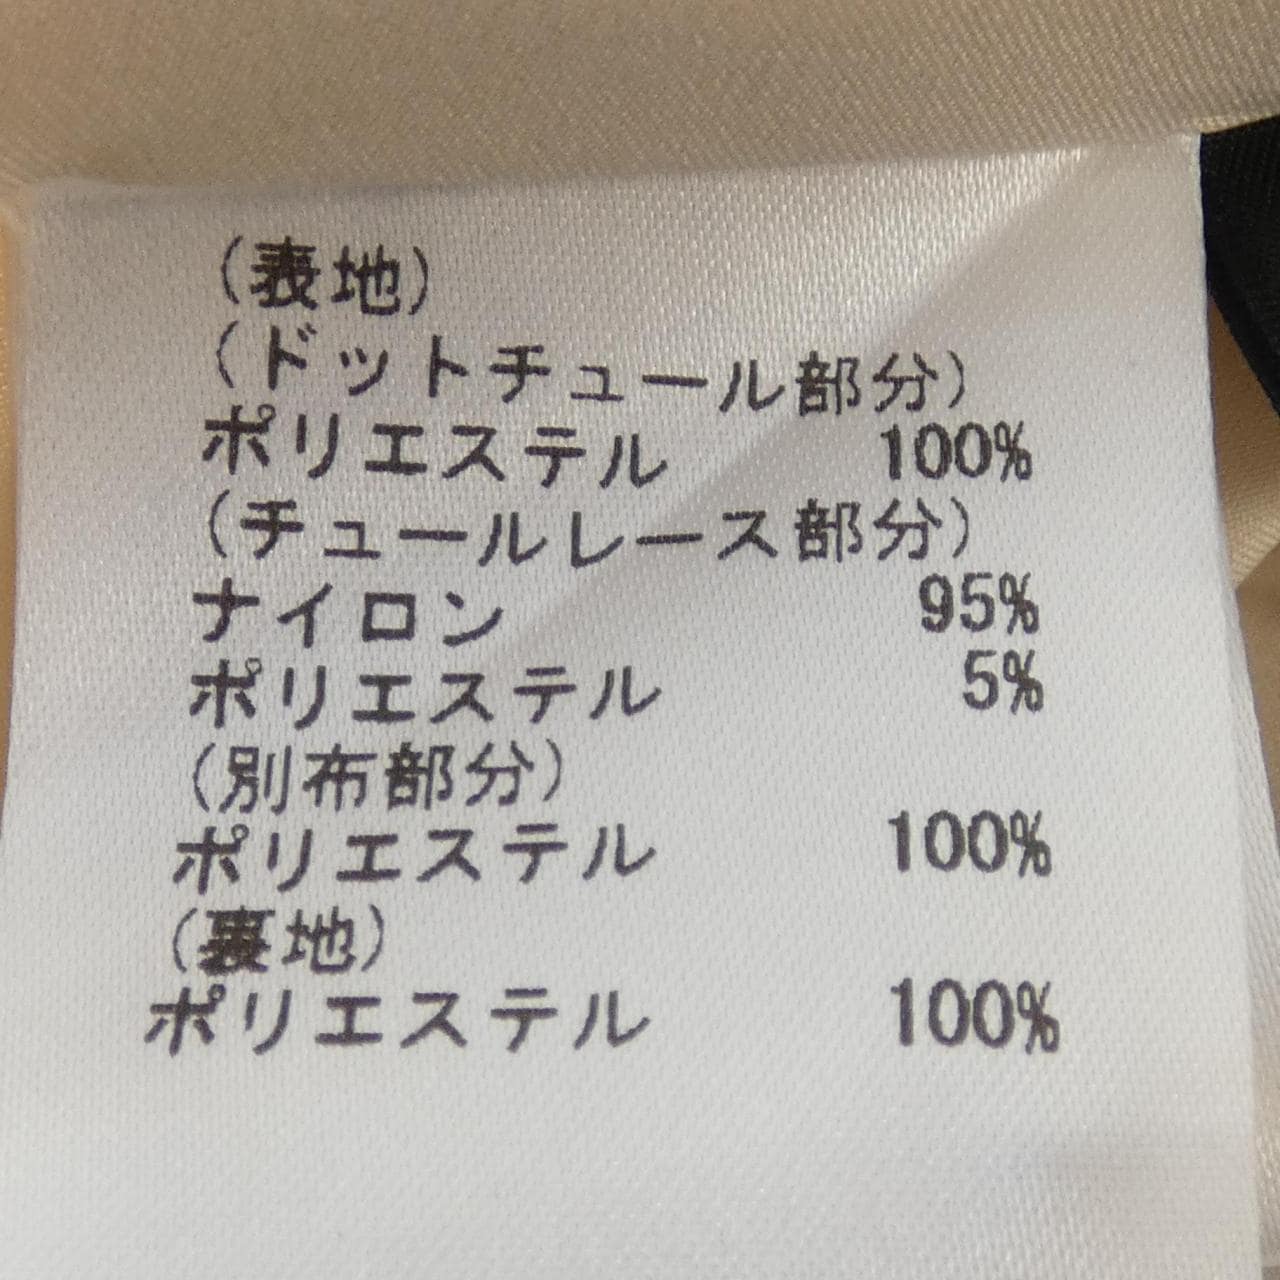 (表地)
(ドットチュール部分)
ポリエステル 100%
(チュールレース部分)
ナイロン 95%
ポリエステル 5%
(別布部分)
ポリエステル 100%
(裏地)
ポリエステル 100%